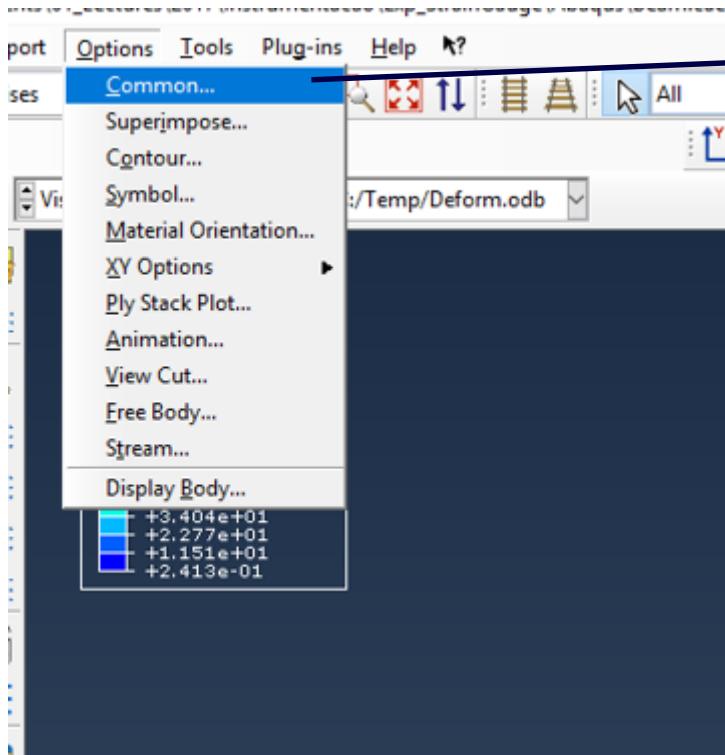 port Options Tools Plug-ins Help ?
ses
All
Common...
Superimpose...
Contour...
Symbol...
Vis :/Temp/Deform.odb
Material Orientation...
XY Options
Ply Stack Plot...
Animation...
View Cut...
Free Body...
Stream...
Display Body...
+3.404e+01
+2.277e+01
+1.151e+01
+2.413e-01
Y